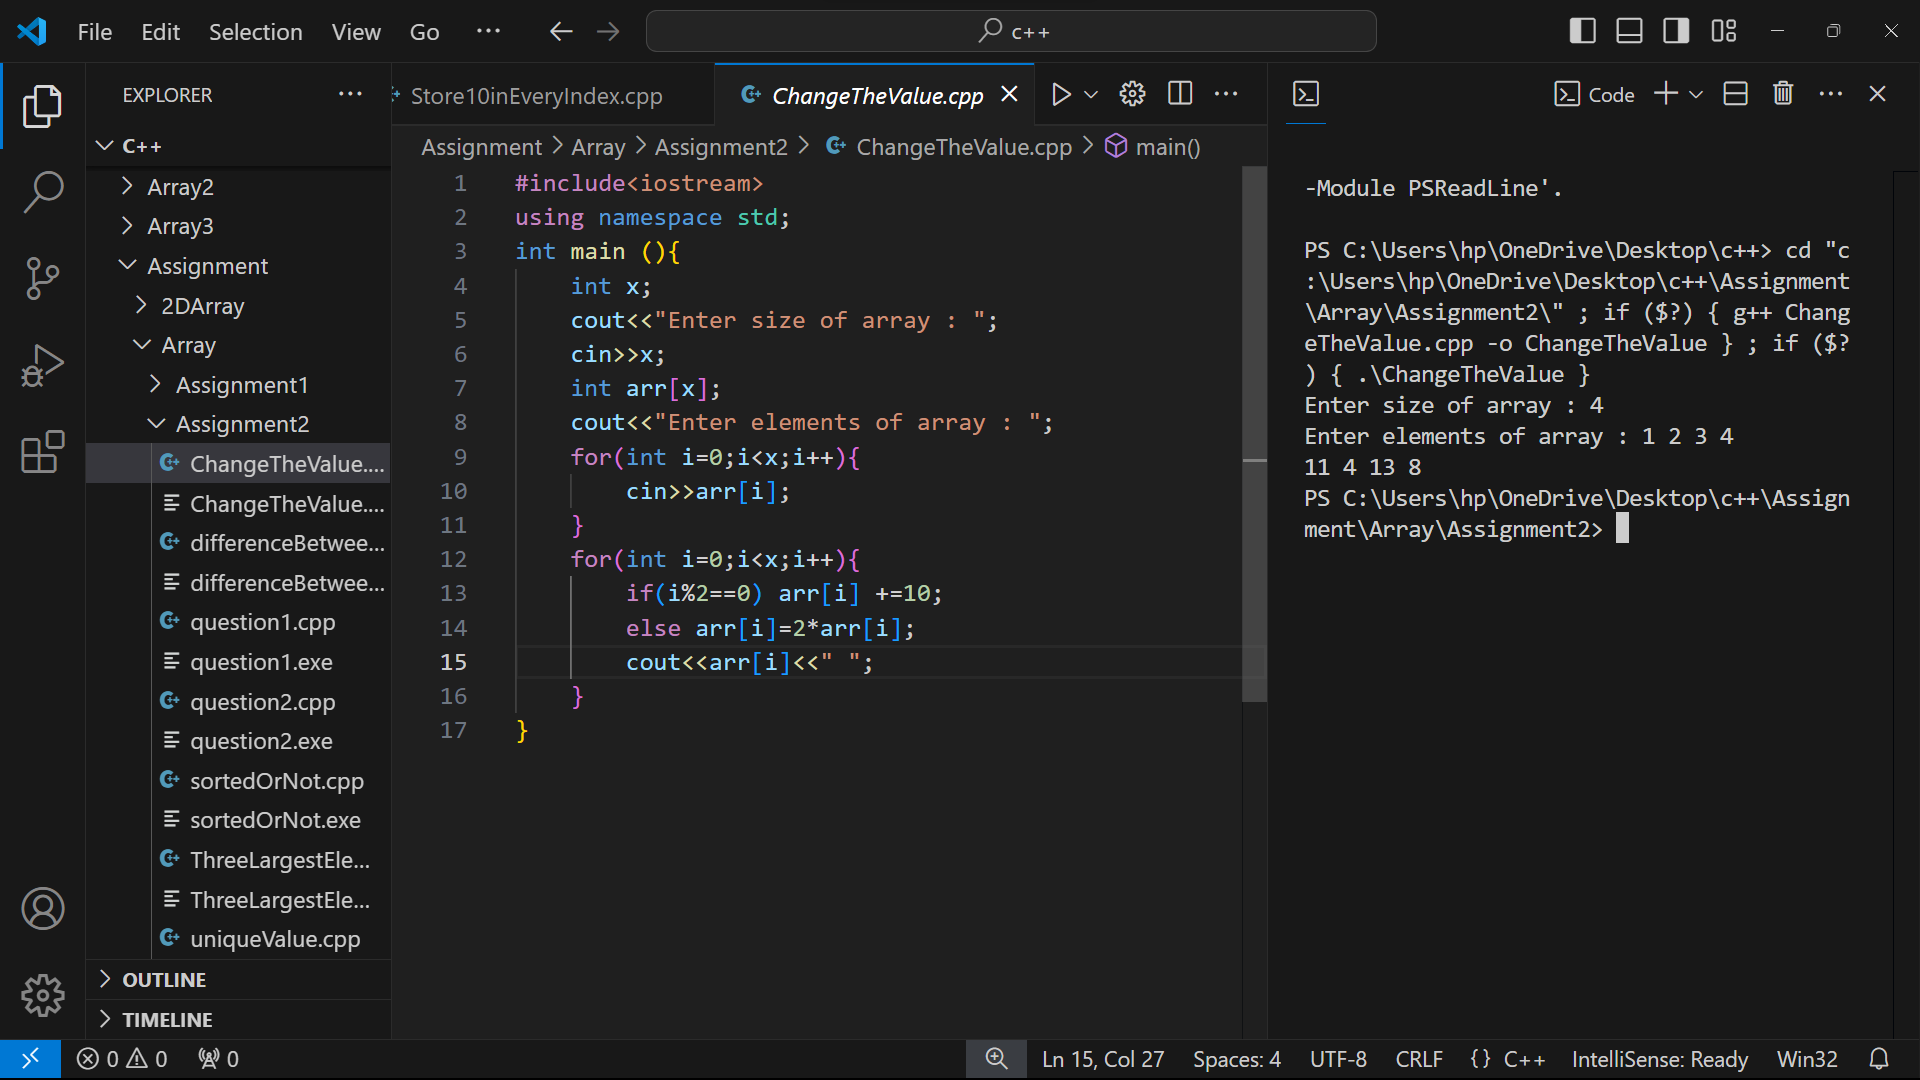 File Edit Selection View Go ··· c++
EXPLORER ···
C++
Array2
Array3
Assignment
2DArray
Array
Assignment1
Assignment2
ChangeTheValue....
ChangeTheValue....
differenceBetwee...
differenceBetwee...
question1.cpp
question1.exe
question2.cpp
question2.exe
sortedOrNot.cpp
sortedOrNot.exe
ThreeLargestEle...
ThreeLargestEle...
uniqueValue.cpp
OUTLINE
TIMELINE
Store10inEveryIndex.cpp ChangeTheValue.cpp
Assignment > Array > Assignment2 > ChangeTheValue.cpp > main()
1 #include<iostream>
2 using namespace std;
3 int main (){
4 int x;
5 cout<<"Enter size of array : ";
6 cin>>x;
7 int arr[x];
8 cout<<"Enter elements of array : ";
9 for(int i=0;i<x;i++){
10 cin>>arr[i];
11 }
12 for(int i=0;i<x;i++){
13 if(i%2==0) arr[i] +=10;
14 else arr[i]=2*arr[i];
15 cout<<arr[i]<<" ";
16 }
17 }
Code
-Module PSReadLine'.
PS C:\Users\hp\OneDrive\Desktop\c++> cd "c
:\Users\hp\OneDrive\Desktop\c++\Assignment
\Array\Assignment2\" ; if ($?) { g++ Chang
eTheValue.cpp -o ChangeTheValue } ; if ($?
) { .\ChangeTheValue }
Enter size of array : 4
Enter elements of array : 1 2 3 4
11 4 13 8
PS C:\Users\hp\OneDrive\Desktop\c++\Assign
ment\Array\Assignment2>
0 0 0 Ln 15, Col 27 Spaces: 4 UTF-8 CRLF {} C++ IntelliSense: Ready Win32